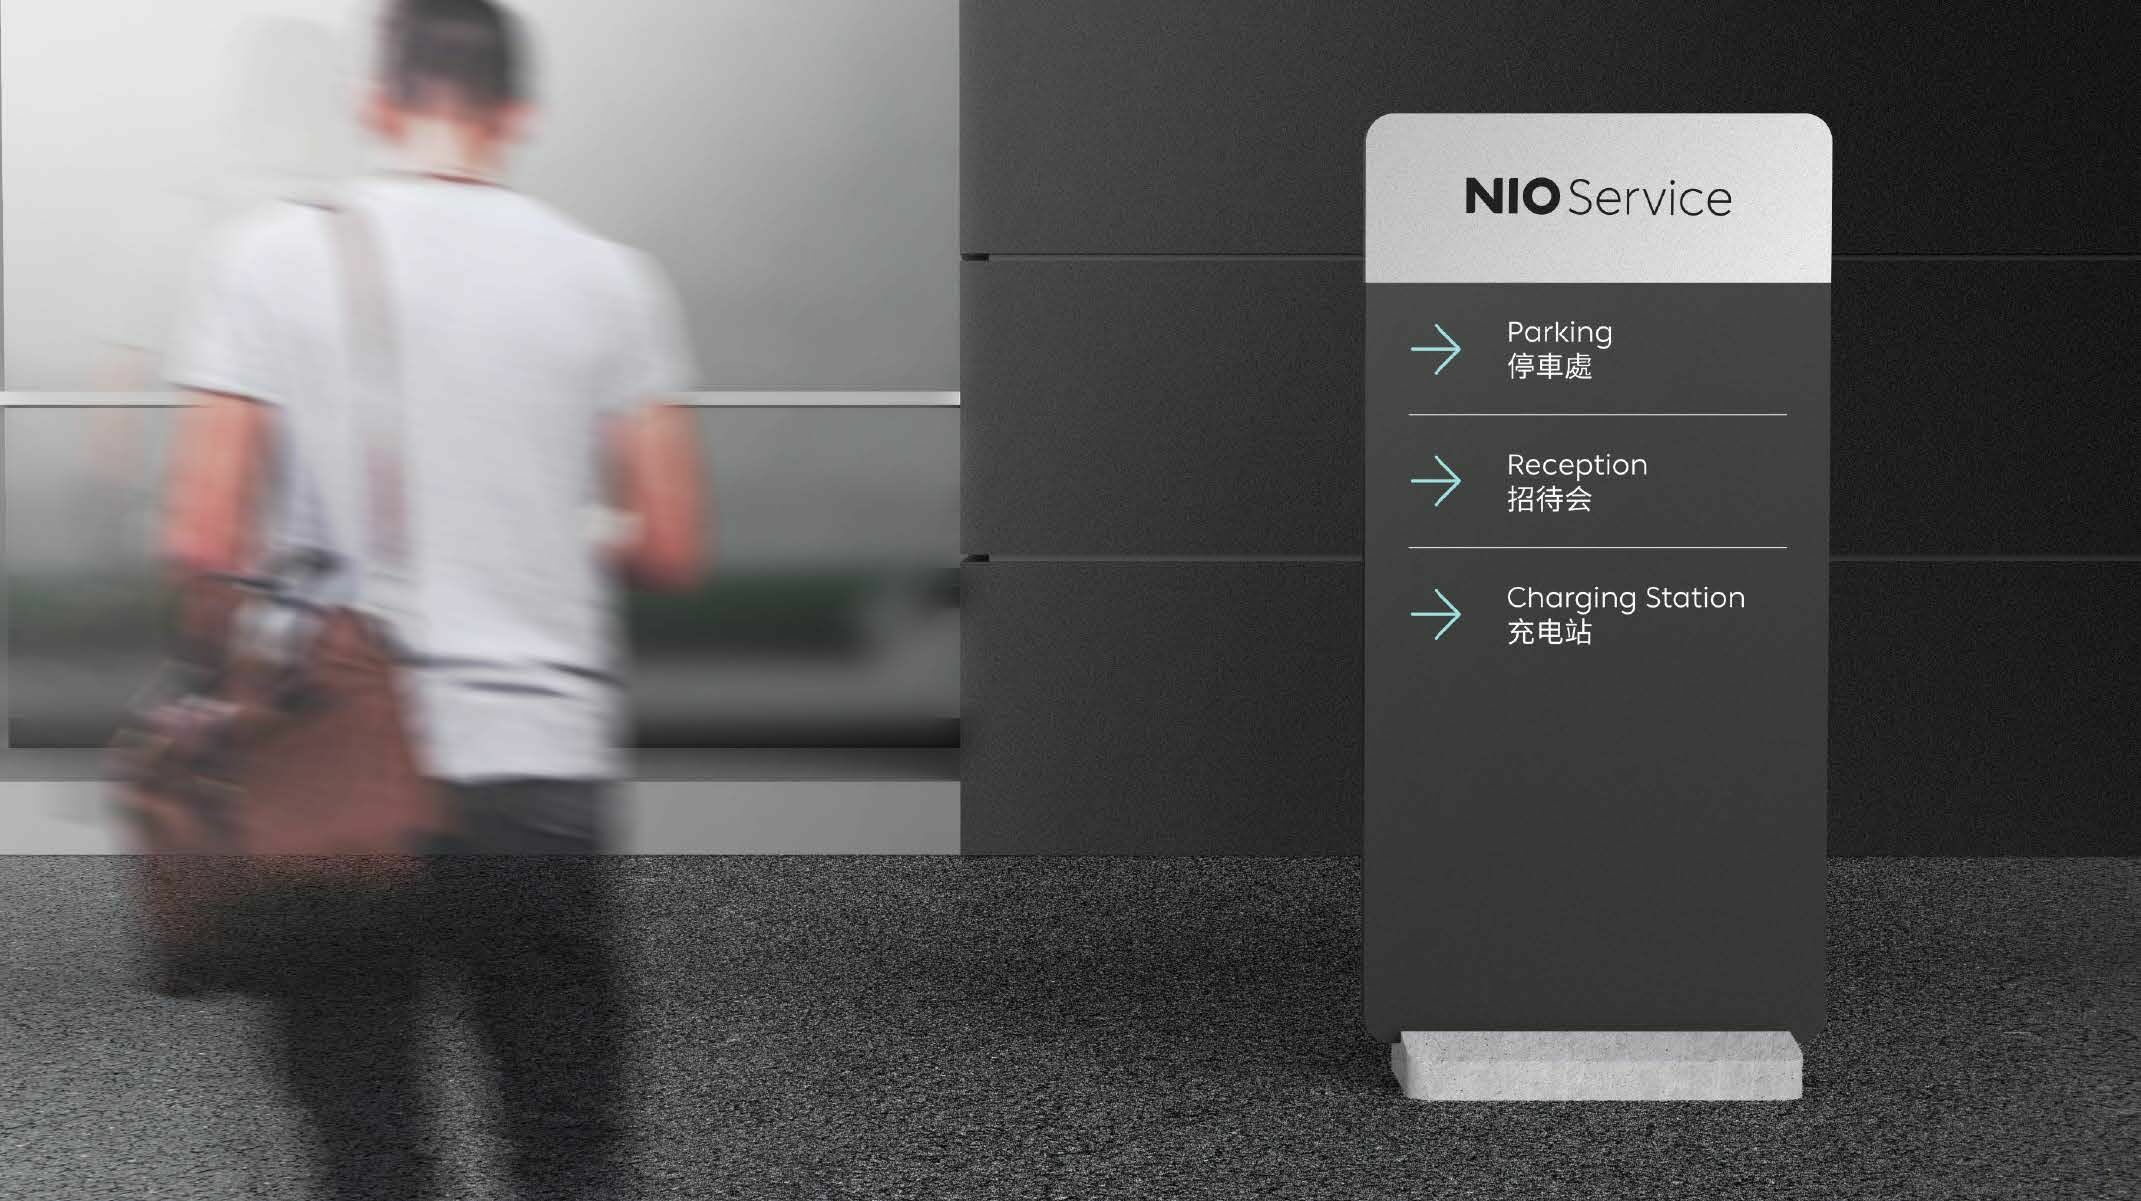 NIO Service
Parking
停車處
Reception
招待会
Charging Station
充电站